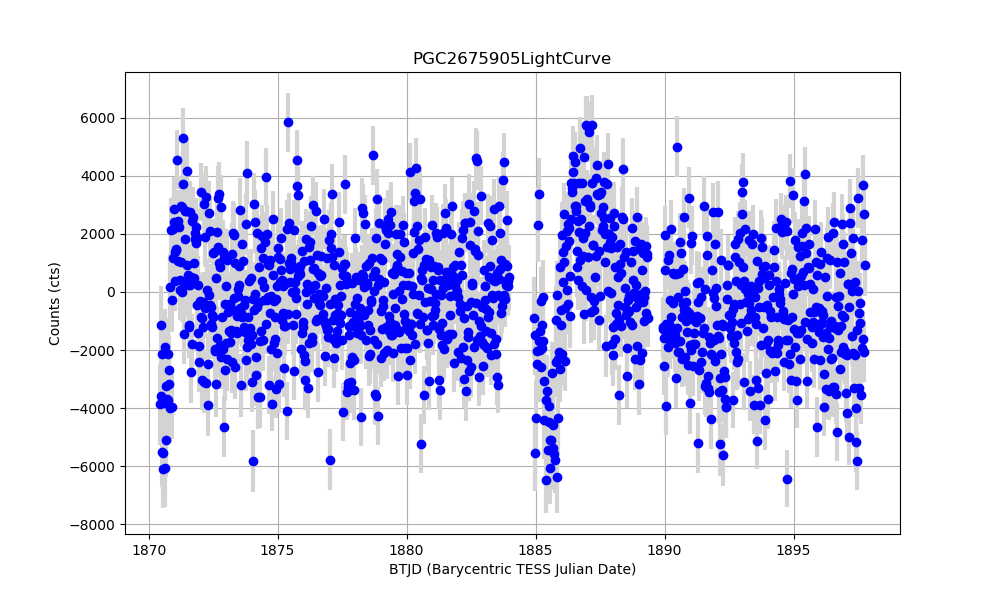 PGC2675905LightCurve
6000
4000
2000
0
−2000
−4000
−6000
−8000
Counts (cts)
1870 1875 1880 1885 1890 1895
BTJD (Barycentric TESS Julian Date)